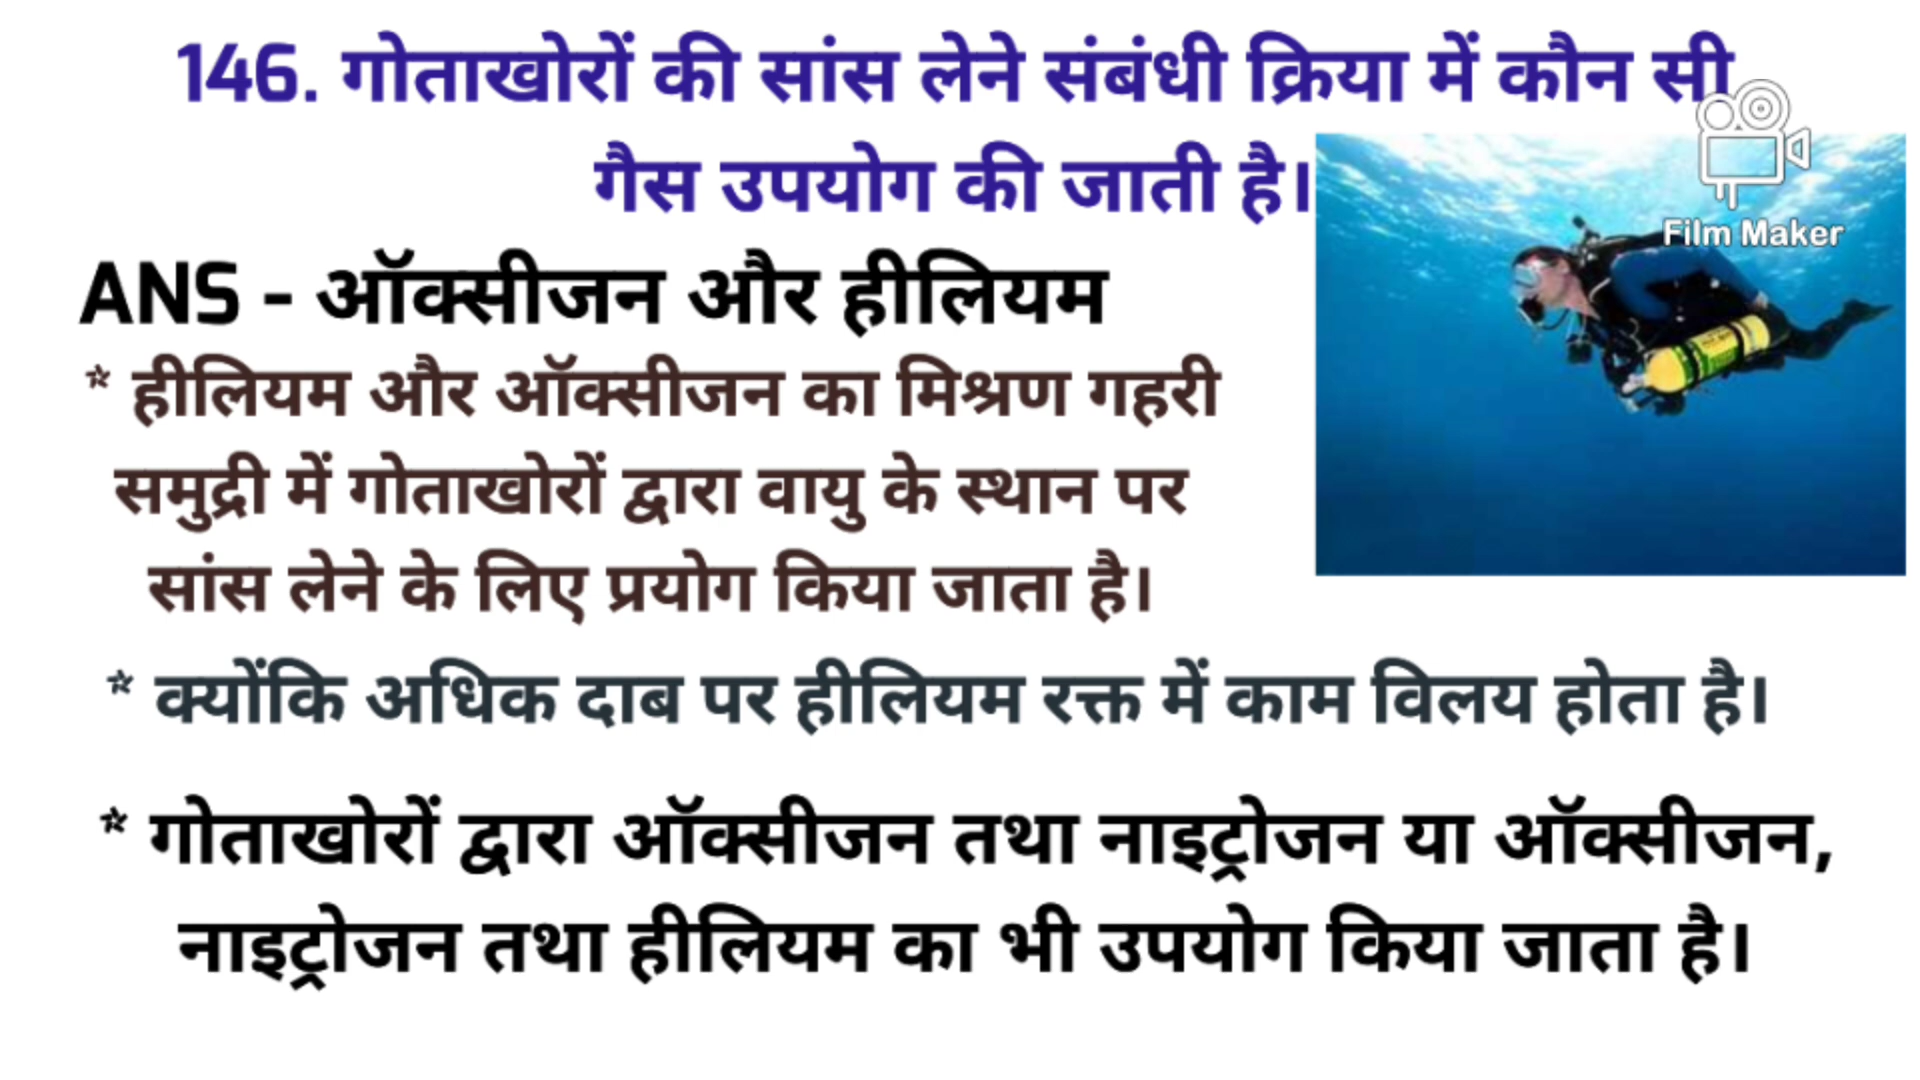 146. गोताखोरों की सांस लेने संबंधी क्रिया में कौन सी
गैस उपयोग की जाती है।
Film Maker
ANS - ऑक्सीजन और हीलियम
* हीलियम और ऑक्सीजन का मिश्रण गहरी
समुद्री में गोताखोरों द्वारा वायु के स्थान पर
सांस लेने के लिए प्रयोग किया जाता है।
* क्योंकि अधिक दाब पर हीलियम रक्त में काम विलय होता है।
* गोताखोरों द्वारा ऑक्सीजन तथा नाइट्रोजन या ऑक्सीजन,
नाइट्रोजन तथा हीलियम का भी उपयोग किया जाता है।